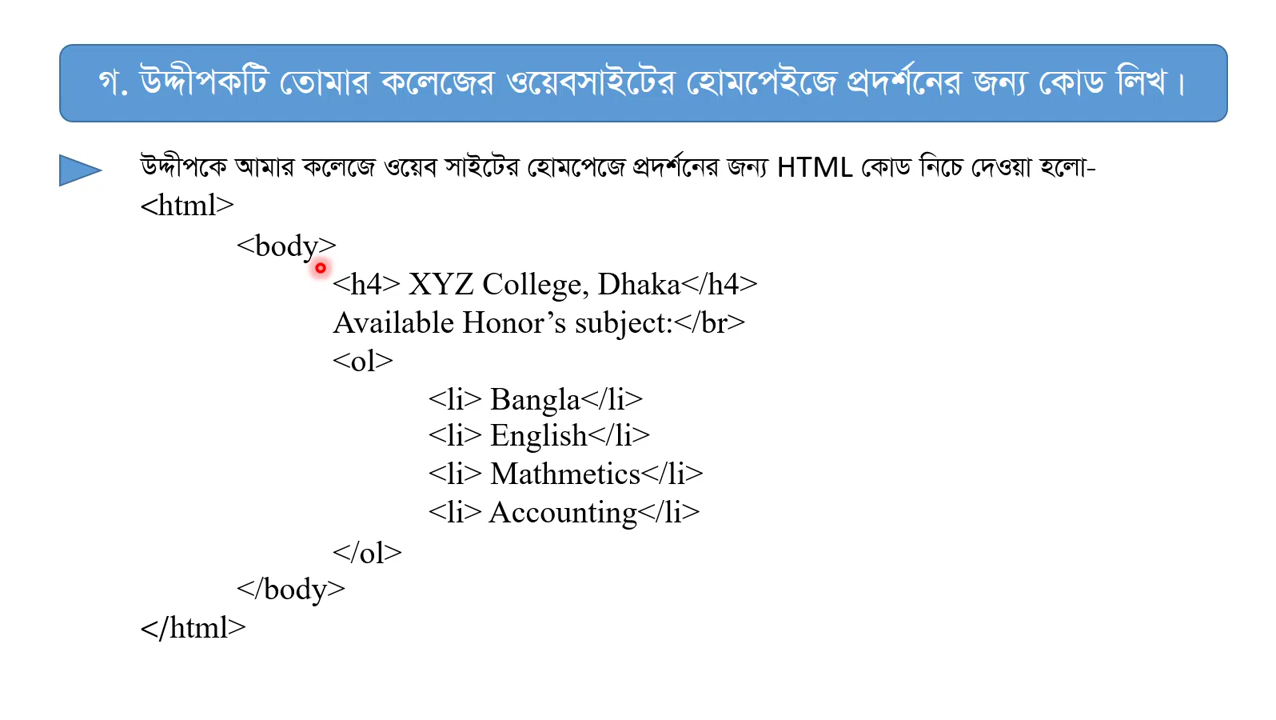 গ. উদ্দীপকটি তোমার কলেজের ওয়েবসাইটের হোমপেইজে প্রদর্শনের জন্য কোড লিখ।
উদ্দীপকে আমার কলেজে ওয়েব সাইটের হোমপেজে প্রদর্শনের জন্য HTML কোড নিচে দেওয়া হলো-
<html>
<body>
<h4> XYZ College, Dhaka</h4>
Available Honor’s subject:</br>
<ol>
<li> Bangla</li>
<li> English</li>
<li> Mathmetics</li>
<li> Accounting</li>
</ol>
</body>
</html>